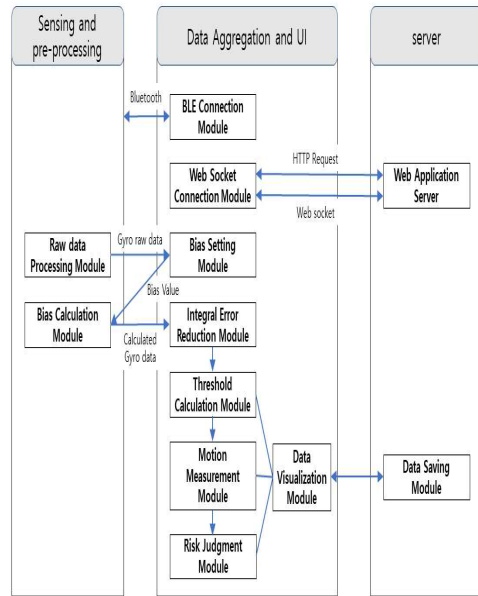 Sensing and
pre-processing
Data Aggregation and UI
server
Bluetooth
BLE Connection
Module
HTTP Request
Web Socket
Connection Module
Web Application
Server
Web socket
Gyro raw data
Raw data
Processing Module
Bias Setting
Module
Bias Value
Bias Calculation
Module
Integral Error
Reduction Module
Calculated
Gyro data
Threshold
Calculation Module
Motion
Measurement
Module
Data
Visualization
Module
Data Saving
Module
Risk Judgment
Module